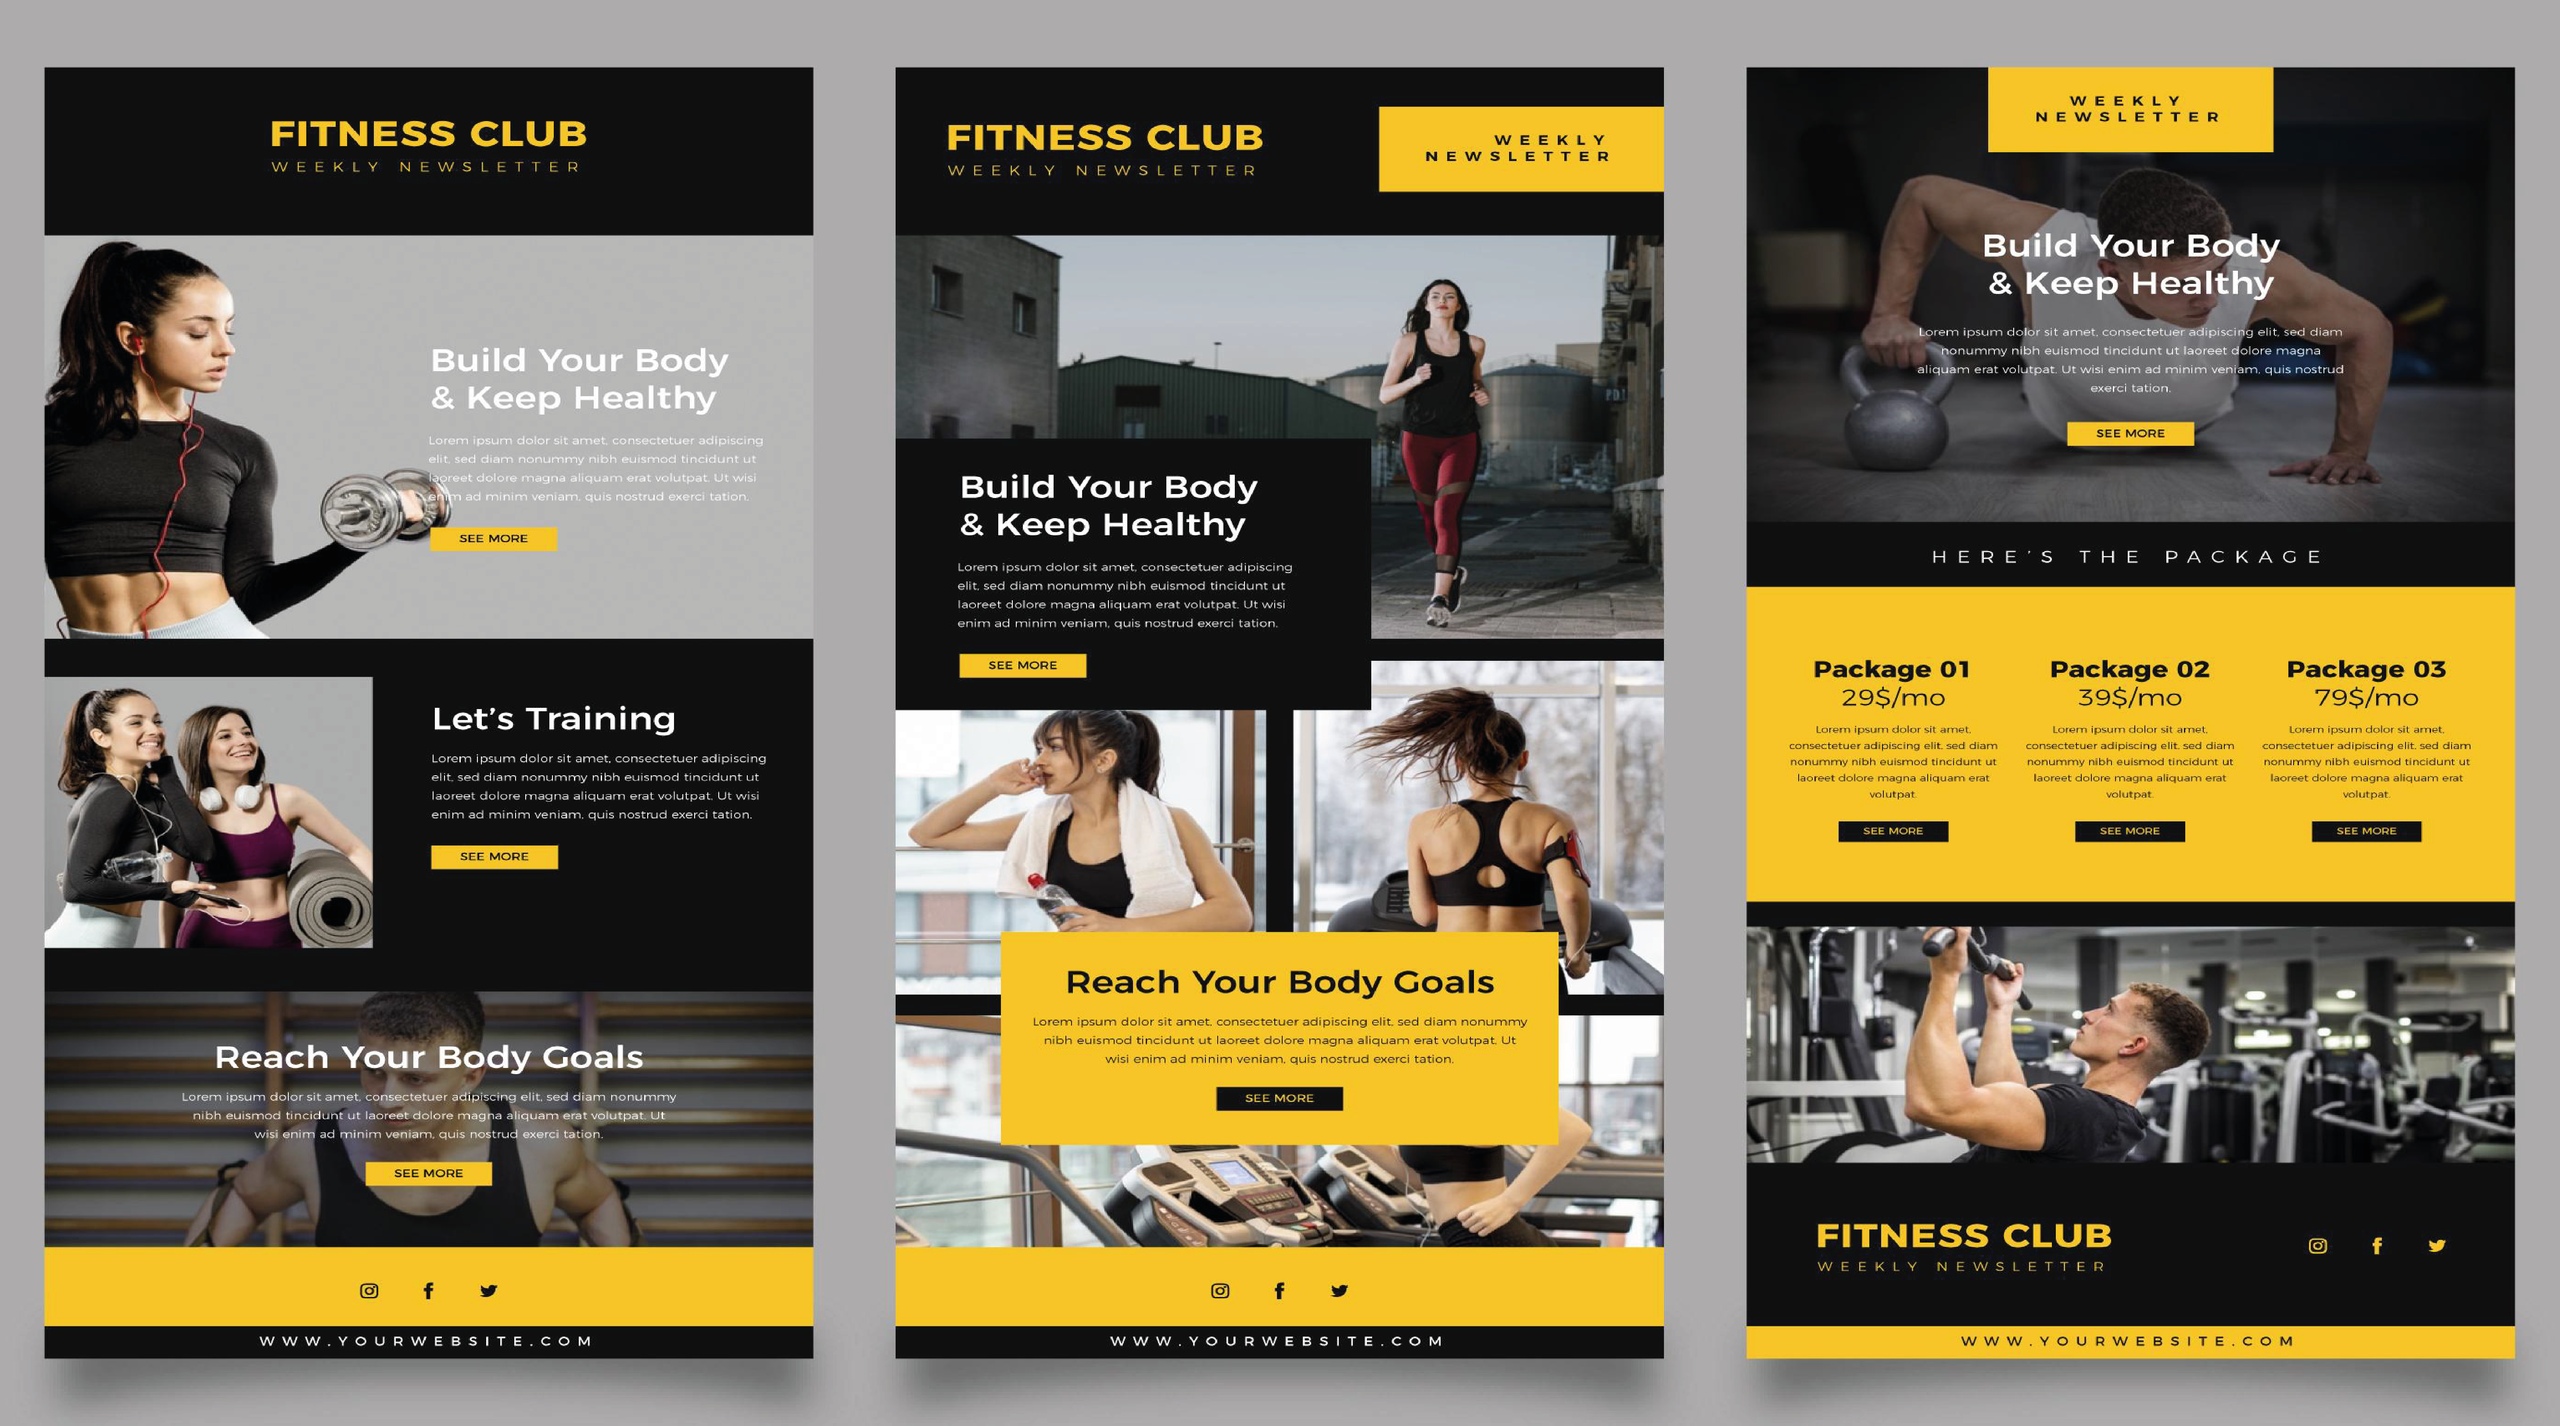 FITNESS CLUB
WEEKLY NEWSLETTER
Build Your Body
& Keep Healthy
Lorem ipsum dolor sit amet, consectetuer adipiscing
elit, sed diam nonummy nibh euismod tincidunt ut
laoreet dolore magna aliquam erat volutpat. Ut wisi
enim ad minim veniam, quis nostrud exerci tation.
SEE MORE
Let's Training
Lorem ipsum dolor sit amet, consectetuer adipiscing
elit, sed diam nonummy nibh euismod tincidunt ut
laoreet dolore magna aliquam erat volutpat. Ut wisi
enim ad minim veniam, quis nostrud exerci tation.
SEE MORE
Reach Your Body Goals
Lorem ipsum dolor sit amet, consectetuer adipiscing elit, sed diam nonummy
nibh euismod tincidunt ut laoreet dolore magna aliquam erat volutpat. Ut
wisi enim ad minim veniam, quis nostrud exerci tation.
SEE MORE
WWW.YOURWEBSITE.COM
FITNESS CLUB
WEEKLY NEWSLETTER
WEEKLY
NEWSLETTER
Build Your Body
& Keep Healthy
Lorem ipsum dolor sit amet, consectetuer adipiscing
elit, sed diam nonummy nibh euismod tincidunt ut
laoreet dolore magna aliquam erat volutpat. Ut wisi
enim ad minim veniam, quis nostrud exerci tation.
SEE MORE
Reach Your Body Goals
Lorem ipsum dolor sit amet, consectetuer adipiscing elit, sed diam nonummy
nibh euismod tincidunt ut laoreet dolore magna aliquam erat volutpat. Ut
wisi enim ad minim veniam, quis nostrud exerci tation.
SEE MORE
WWW.YOURWEBSITE.COM
WEEKLY
NEWSLETTER
Build Your Body
& Keep Healthy
Lorem ipsum dolor sit amet, consectetuer adipiscing elit, sed diam
nonummy nibh euismod tincidunt ut laoreet dolore magna
aliquam erat volutpat. Ut wisi enim ad minim veniam, quis nostrud
exerci tation.
SEE MORE
HERE'S THE PACKAGE
Package 01
29$/mo
Lorem ipsum dolor sit amet,
consectetuer adipiscing elit, sed diam
nonummy nibh euismod tincidunt ut
laoreet dolore magna aliquam erat
volutpat.
SEE MORE
Package 02
39$/mo
Lorem ipsum dolor sit amet,
consectetuer adipiscing elit, sed diam
nonummy nibh euismod tincidunt ut
laoreet dolore magna aliquam erat
volutpat.
SEE MORE
Package 03
79$/mo
Lorem ipsum dolor sit amet,
consectetuer adipiscing elit, sed diam
nonummy nibh euismod tincidunt ut
laoreet dolore magna aliquam erat
volutpat.
SEE MORE
FITNESS CLUB
WEEKLY NEWSLETTER
WWW.YOURWEBSITE.COM